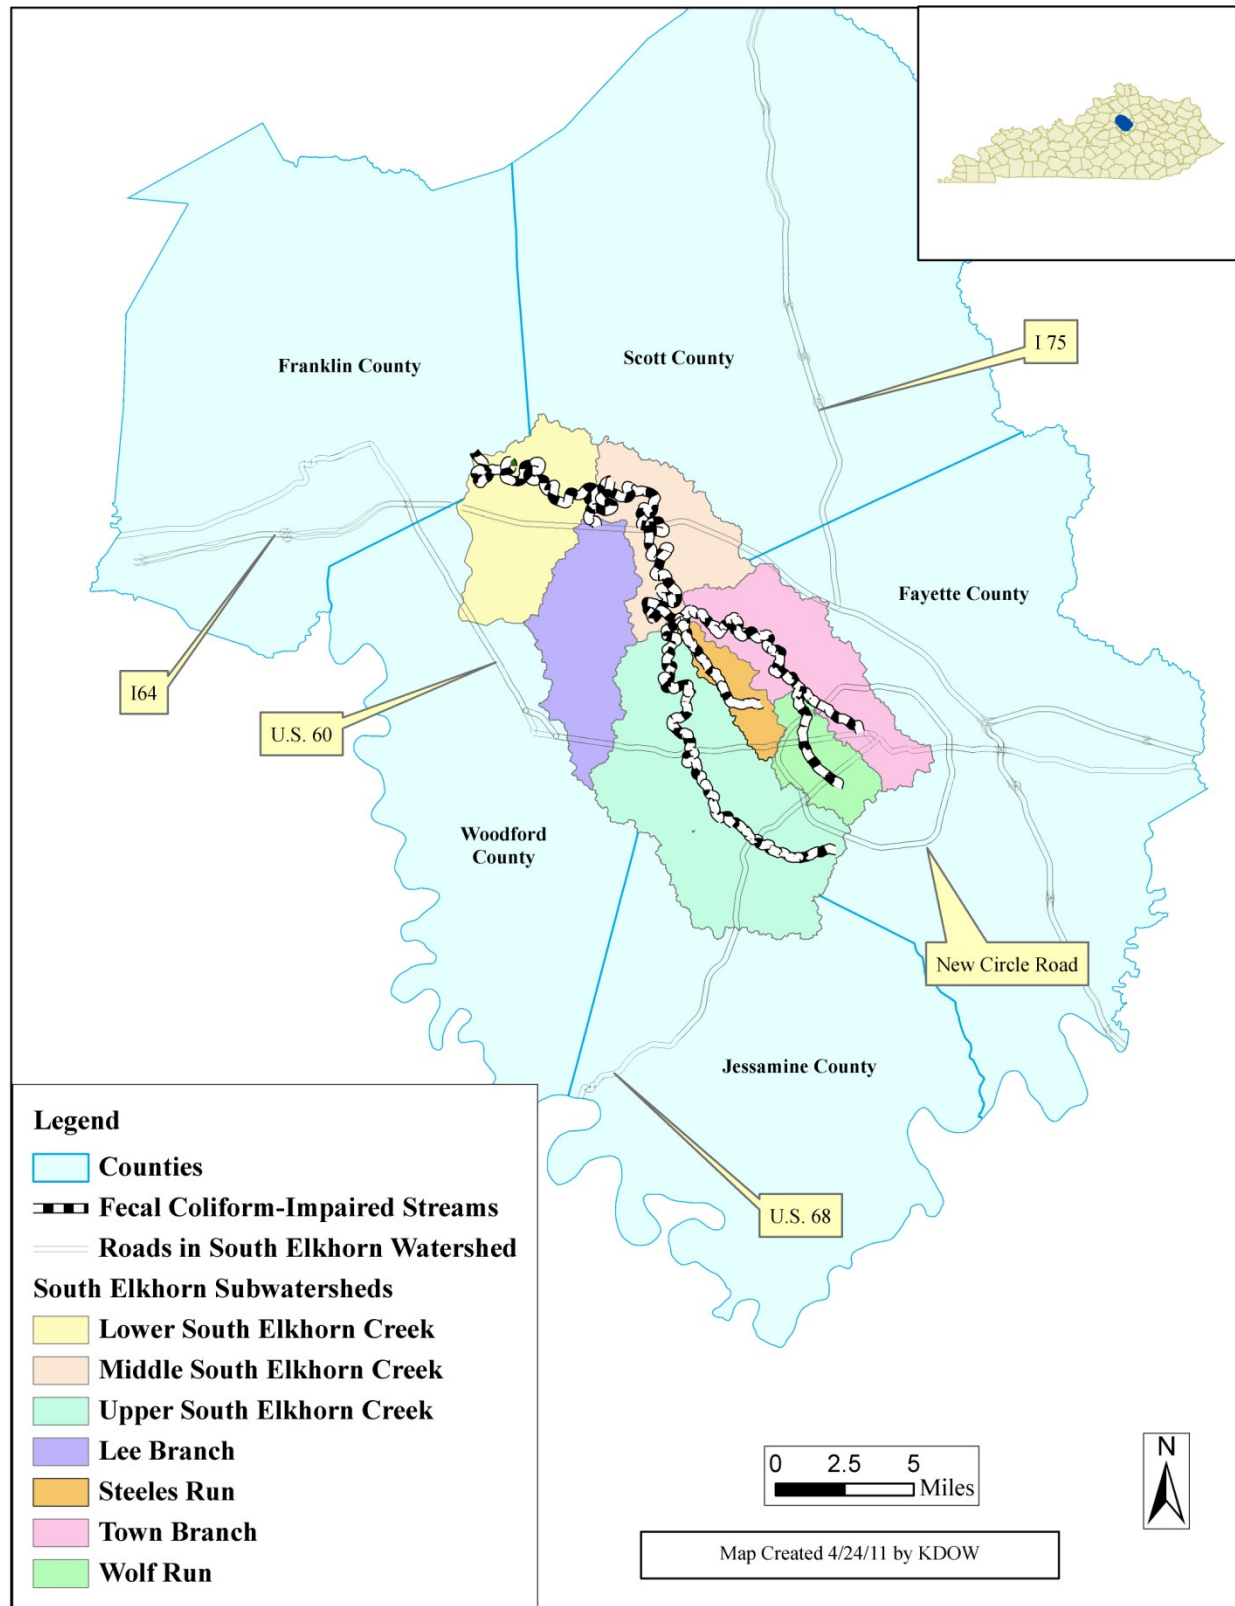 Franklin County
Scott County
I 75
Fayette County
I64
U.S. 60
Woodford
County
New Circle Road
Jessamine County
U.S. 68
Legend
Counties
Fecal Coliform-Impaired Streams
Roads in South Elkhorn Watershed
South Elkhorn Subwatersheds
Lower South Elkhorn Creek
Middle South Elkhorn Creek
Upper South Elkhorn Creek
Lee Branch
Steeles Run
Town Branch
Wolf Run
0 2.5 5
Miles
N
Map Created 4/24/11 by KDOW